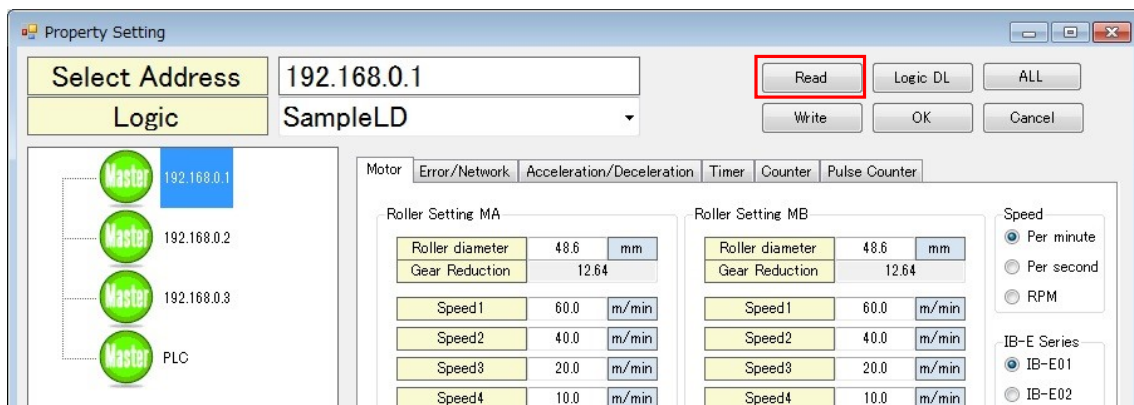 Property Setting
Select Address 192.168.0.1 Read Logic DL ALL
Logic SampleLD Write OK Cancel
Master 192.168.0.1
Master 192.168.0.2
Master 192.168.0.3
Master PLC
Motor Error/Network Acceleration/Deceleration Timer Counter Pulse Counter
Roller Setting MA
Roller diameter 48.6 mm
Gear Reduction 12.64
Speed1 60.0 m/min
Speed2 40.0 m/min
Speed3 20.0 m/min
Speed4 10.0 m/min
Roller Setting MB
Roller diameter 48.6 mm
Gear Reduction 12.64
Speed1 60.0 m/min
Speed2 40.0 m/min
Speed3 20.0 m/min
Speed4 10.0 m/min
Speed
Per minute
Per second
RPM
IB-E Series
IB-E01
IB-E02